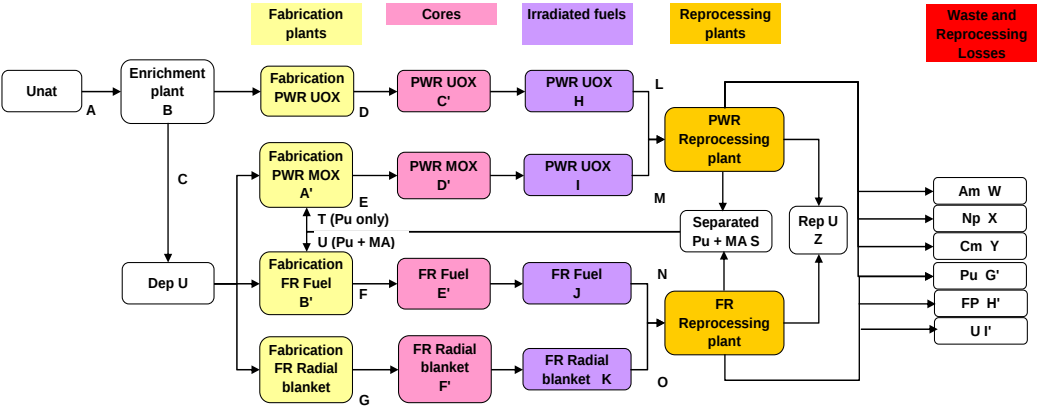 Fabrication
plants
Cores
Irradiated fuels
Reprocessing
plants
Waste and
Reprocessing
Losses
Unat
A
Enrichment
plant
B
Fabrication
PWR UOX
D
PWR UOX
C'
PWR UOX
H
L
PWR
Reprocessing
plant
C
Fabrication
PWR MOX
A'
E
PWR MOX
D'
PWR UOX
I
M
T (Pu only)
U (Pu + MA)
Separated
Pu + MA S
Rep U
Z
Am W
Np X
Cm Y
Pu G'
FP H'
U I'
Dep U
Fabrication
FR Fuel
B'
F
FR Fuel
E'
FR Fuel
J
N
FR
Reprocessing
plant
Fabrication
FR Radial
blanket
G
FR Radial
blanket
F'
FR Radial
blanket K
O